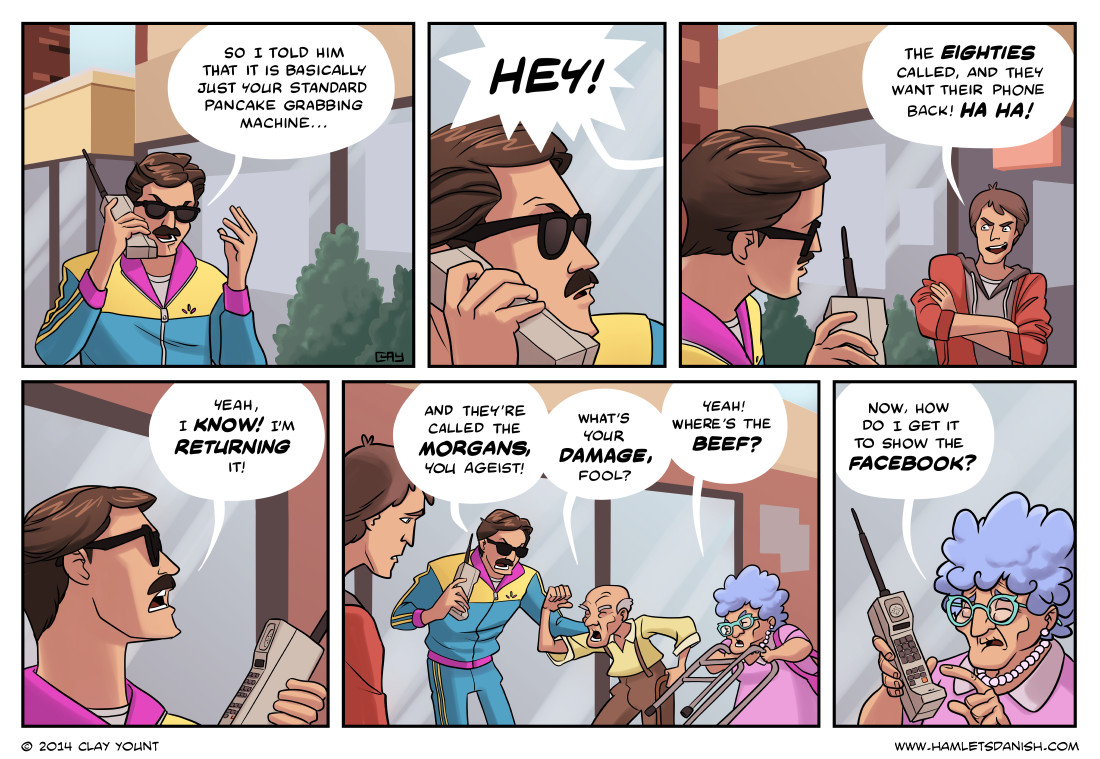 SO I TOLD HIM
THAT IT IS BASICALLY
JUST YOUR STANDARD
PANCAKE GRABBING
MACHINE...
CLAY
HEY!
THE EIGHTIES
CALLED, AND THEY
WANT THEIR PHONE
BACK! HA HA!
YEAH,
I KNOW! I'M
RETURNING
IT!
AND THEY'RE
CALLED THE
MORGANS,
YOU AGEIST!
WHAT'S
YOUR
DAMAGE,
FOOL?
YEAH!
WHERE'S THE
BEEF?
NOW, HOW
DO I GET IT
TO SHOW THE
FACEBOOK?
© 2014 CLAY YOUNT
WWW.HAMLETSDANISH.COM